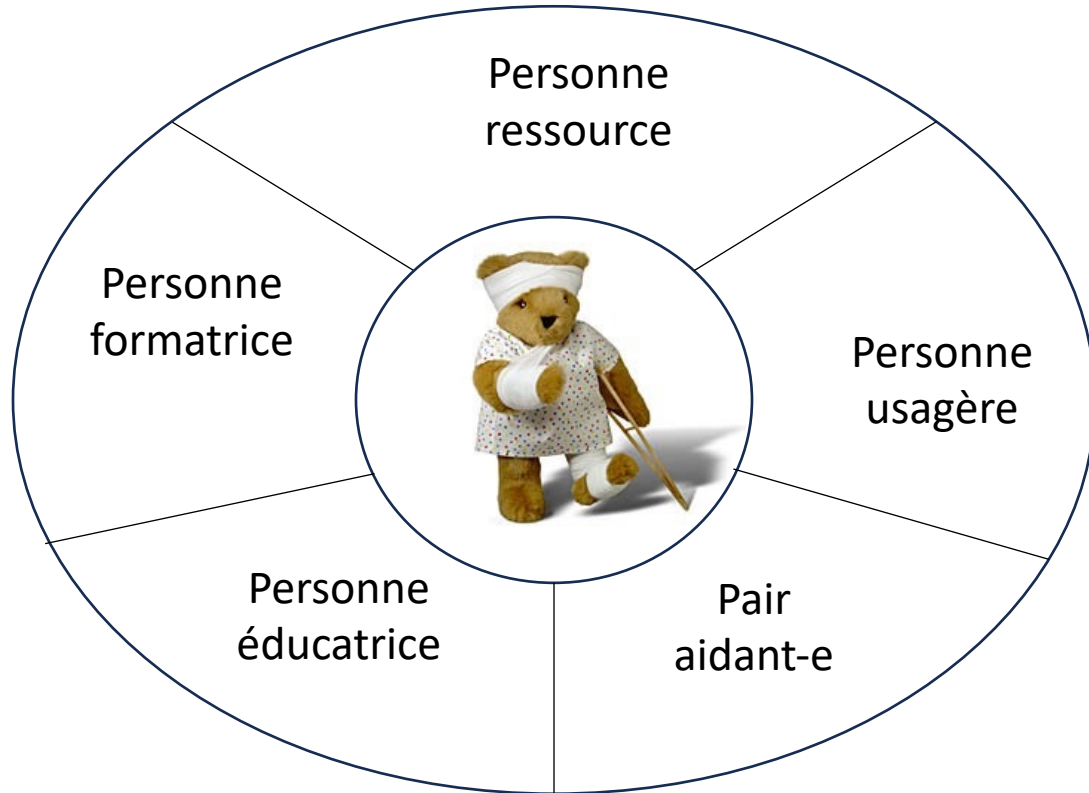 Personne
ressource
Personne
formatrice
Personne
usagère
Personne
éducatrice
Pair
aidant-e